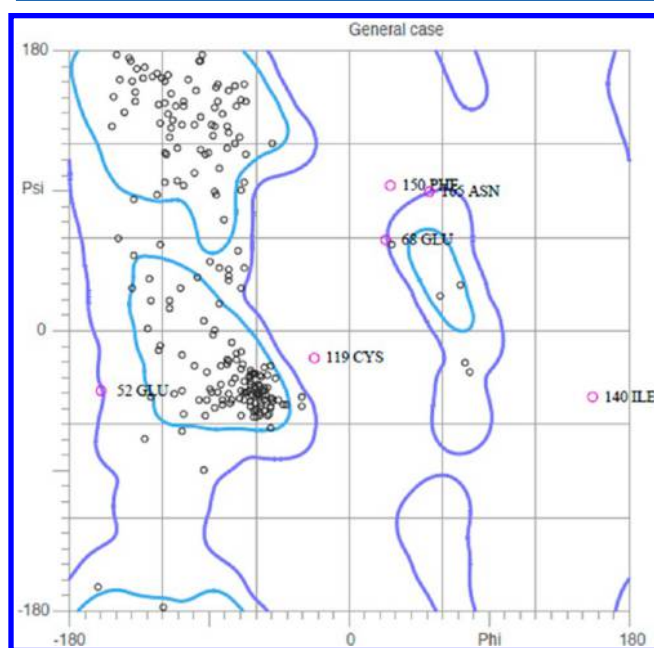 General case
180
Psi
150 PHE
165 ASN
68 GLU
0
119 CYS
52 GLU
140 ILE
-180
-180
0
Phi
180